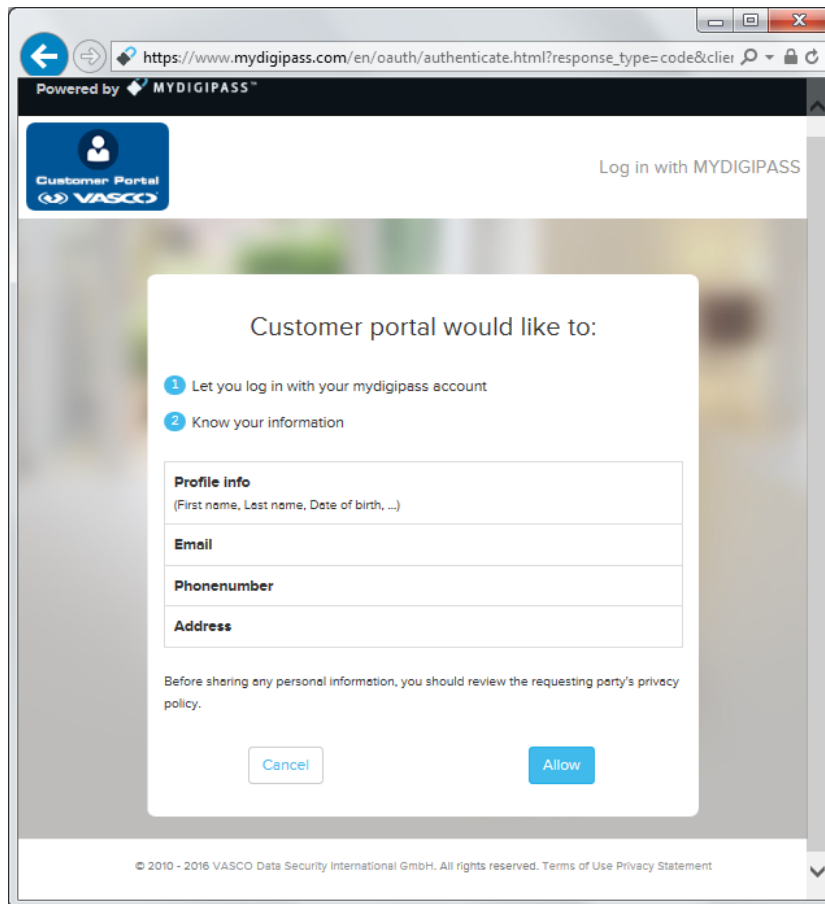 https://www.mydigipass.com/en/oauth/authenticate.html?response_type=code&clier
Powered by MYDIGIPASS™
Customer Portal
VASCO
Log in with MYDIGIPASS
Customer portal would like to:
1 Let you log in with your mydigipass account
2 Know your information
Profile info
(First name, Last name, Date of birth, ...)
Email
Phonenumber
Address
Before sharing any personal information, you should review the requesting party's privacy
policy.
Cancel
Allow
© 2010 - 2016 VASCO Data Security International GmbH. All rights reserved. Terms of Use Privacy Statement